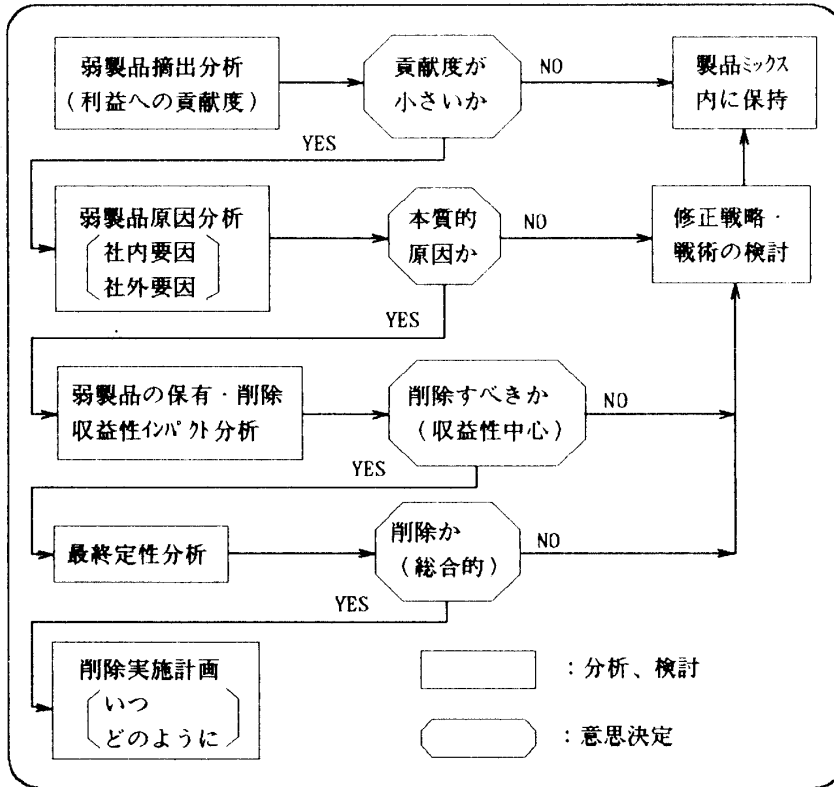 弱製品摘出分析
(利益への貢献度)
貢献度が
小さいか
NO
製品ミックス
内に保持
YES
弱製品原因分析
社内要因
社外要因
本質的
原因か
NO
修正戦略・
戦術の検討
YES
弱製品の保有・削除
収益性インパクト分析
削除すべきか
(収益性中心)
NO
YES
最終定性分析
削除か
(総合的)
NO
YES
削除実施計画
いつ
どのように
:分析、検討
:意思決定